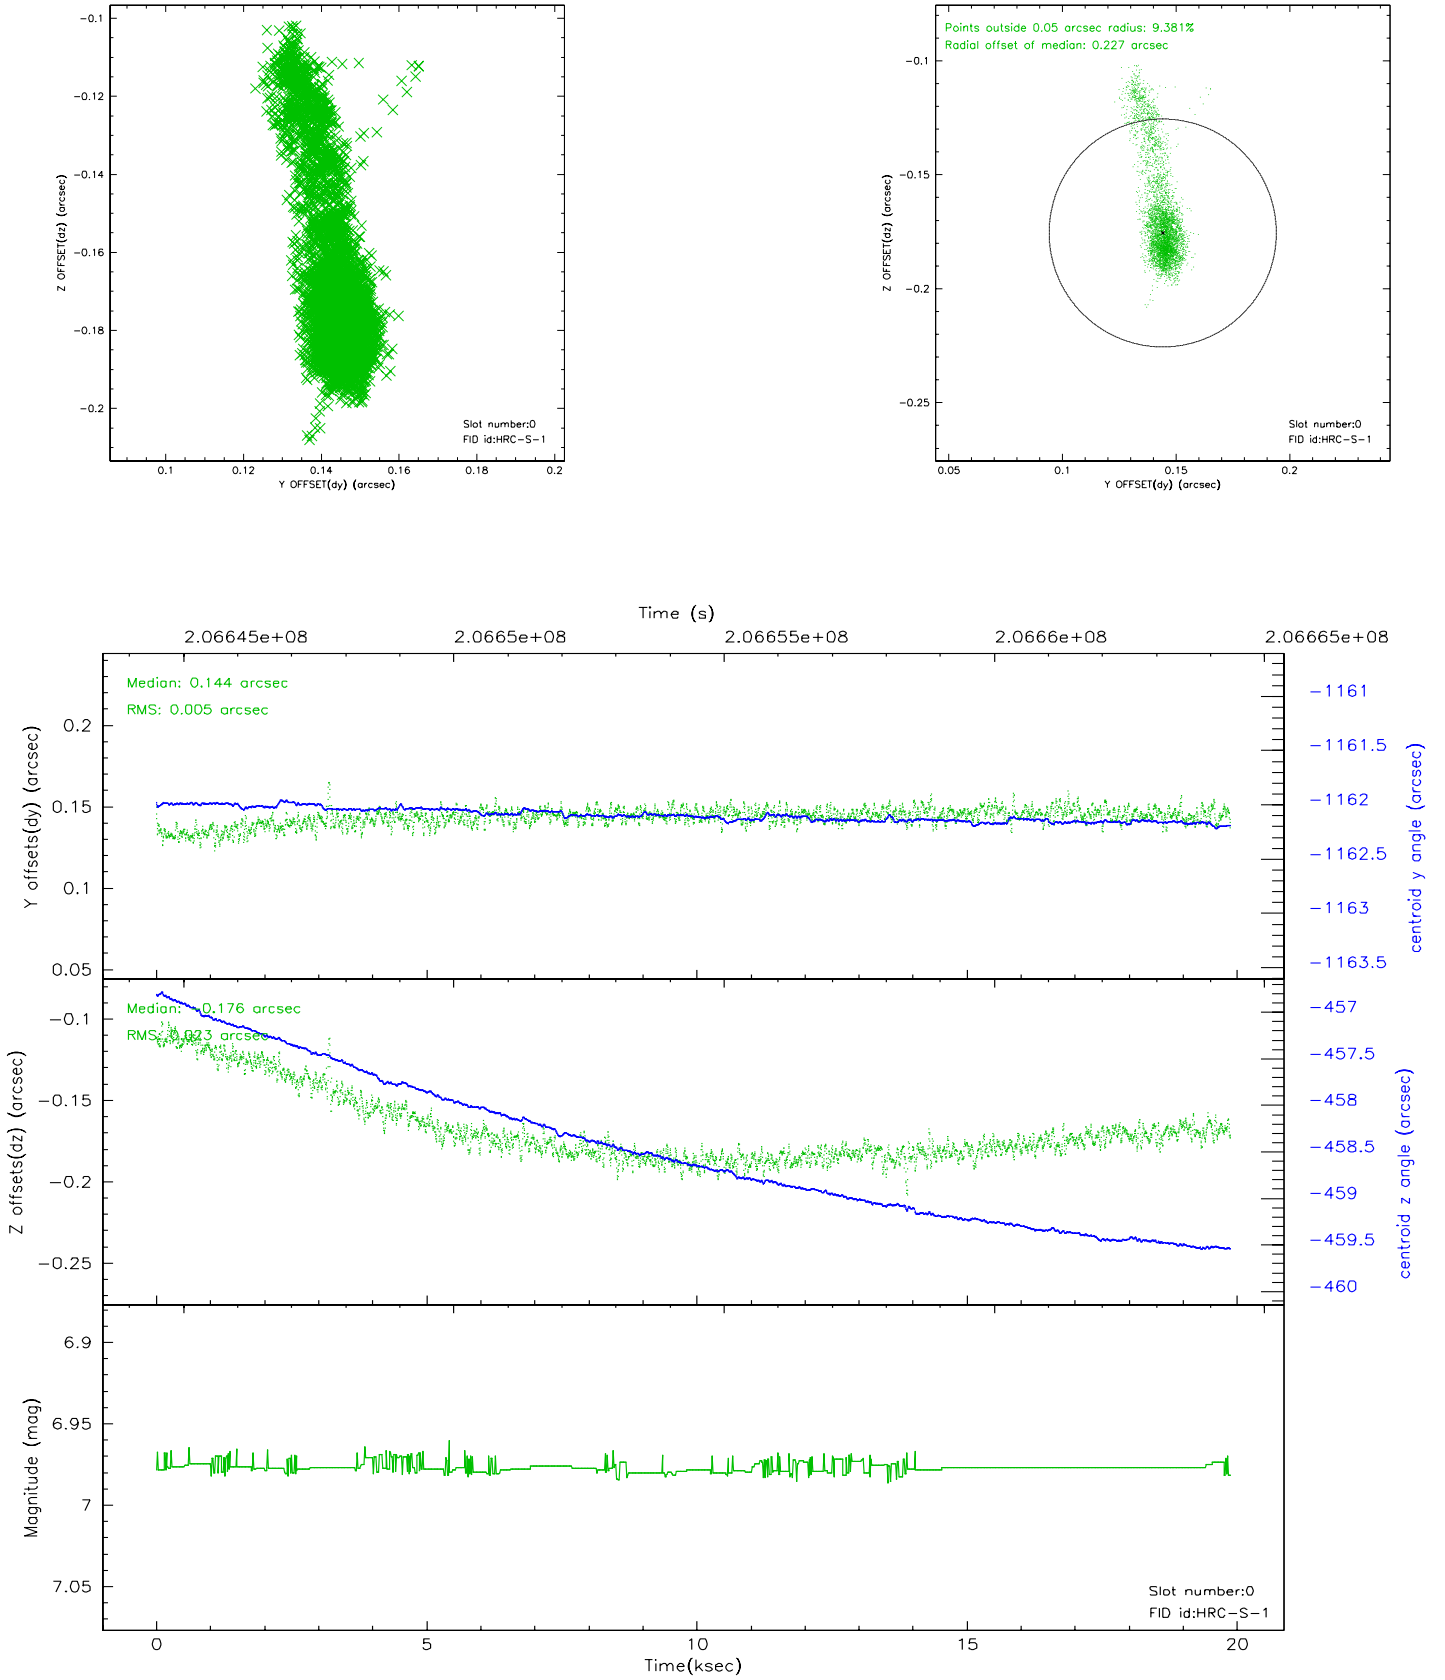 -0.1
-0.12
-0.14
-0.16
-0.18
-0.2
Z OFFSET(dz) (arcsec)
0.1
0.12
0.14
0.16
0.18
0.2
Y OFFSET(dy) (arcsec)
Slot number:0
FID id:HRC-S-1
Points outside 0.05 arcsec radius: 9.381%
Radial offset of median: 0.227 arcsec
-0.1
-0.15
-0.2
-0.25
Z OFFSET(dz) (arcsec)
0.05
0.1
0.15
0.2
Y OFFSET(dy) (arcsec)
Slot number:0
FID id:HRC-S-1
Time (s)
2.06645e+08
2.0665e+08
2.06655e+08
2.0666e+08
2.06665e+08
Median: 0.144 arcsec
RMS: 0.005 arcsec
0.2
0.15
0.1
0.05
Y offsets(dy) (arcsec)
-1161
-1161.5
-1162
-1162.5
-1163
-1163.5
centroid y angle (arcsec)
Median: -0.176 arcsec
RMS: 0.023 arcsec
-0.1
-0.15
-0.2
-0.25
Z offsets(dz) (arcsec)
-457
-457.5
-458
-458.5
-459
-459.5
-460
centroid z angle (arcsec)
6.9
6.95
7
7.05
Magnitude (mag)
Slot number:0
FID id:HRC-S-1
0
5
10
15
20
Time(ksec)